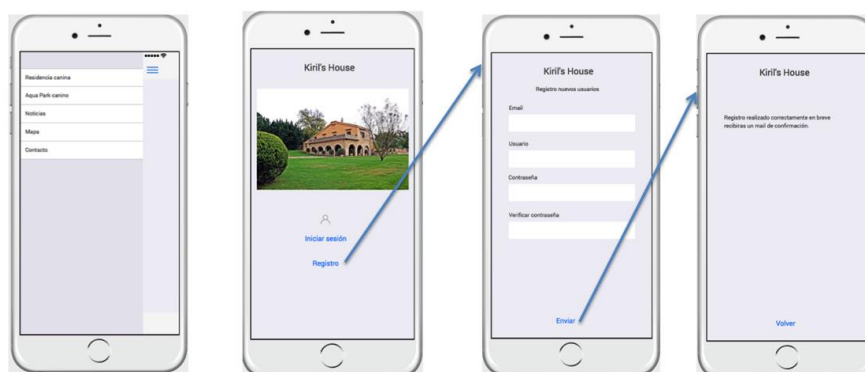 Residencia canina
Aqua Park canino
Noticias
Mapa
Contacto
Kiril's House
Iniciar sesión
Registro
Kiril's House
Registro nuevos usuarios
Email
Usuario
Contraseña
Verificar contraseña
Enviar
Kiril's House
Registro realizado correctamente en breve
recibiras un mail de confirmación.
Volver